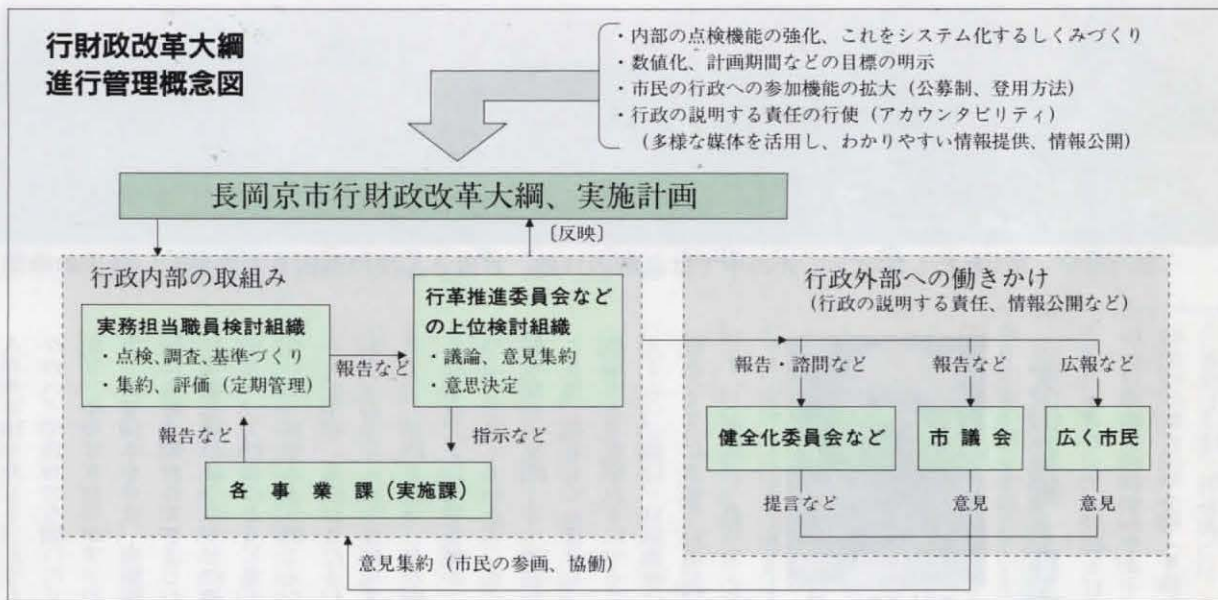 行財政改革大綱
進行管理概念図
・内部の点検機能の強化、これをシステム化するしくみづくり
・数値化、計画期間などの目標の明示
・市民の行政への参加機能の拡大（公募制、登用方法）
・行政の説明する責任の行使（アカウンタビリティ）
（多様な媒体を活用し、わかりやすい情報提供、情報公開）
長岡京市行財政改革大綱、実施計画
〔反映〕
行政内部の取組み
実務担当職員検討組織
・点検、調査、基準づくり
・集約、評価（定期管理）
報告など
行革推進委員会など
の上位検討組織
・議論、意見集約
・意思決定
報告など
指示など
各事業課（実施課）
行政外部への働きかけ
（行政の説明する責任、情報公開など）
報告・諮問など
報告など
広報など
健全化委員会など
市議会
広く市民
提言など
意見
意見
意見集約（市民の参画、協働）